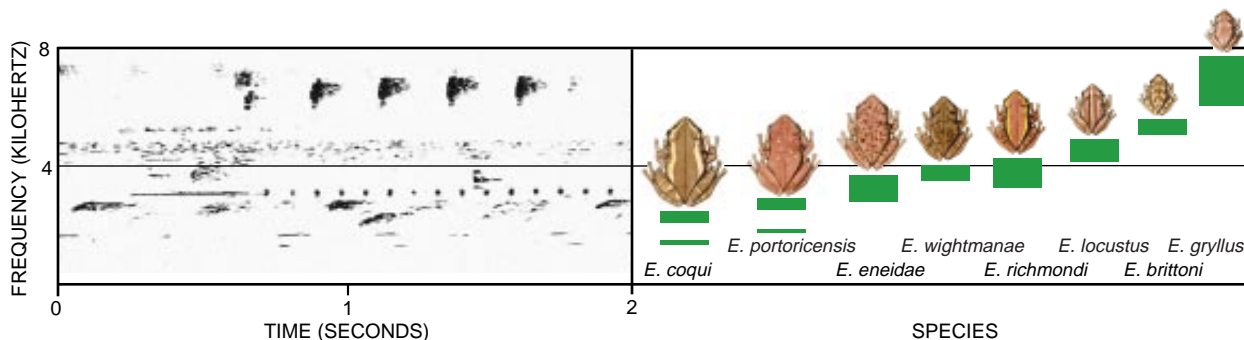 FREQUENCY (KILOHERTZ)
8
4
0
1
2
TIME (SECONDS)
E. portoricensis E. wightmanae E. locustus E. gryllus
E. coqui E. eneidae E. richmondi E. brittoni
SPECIES